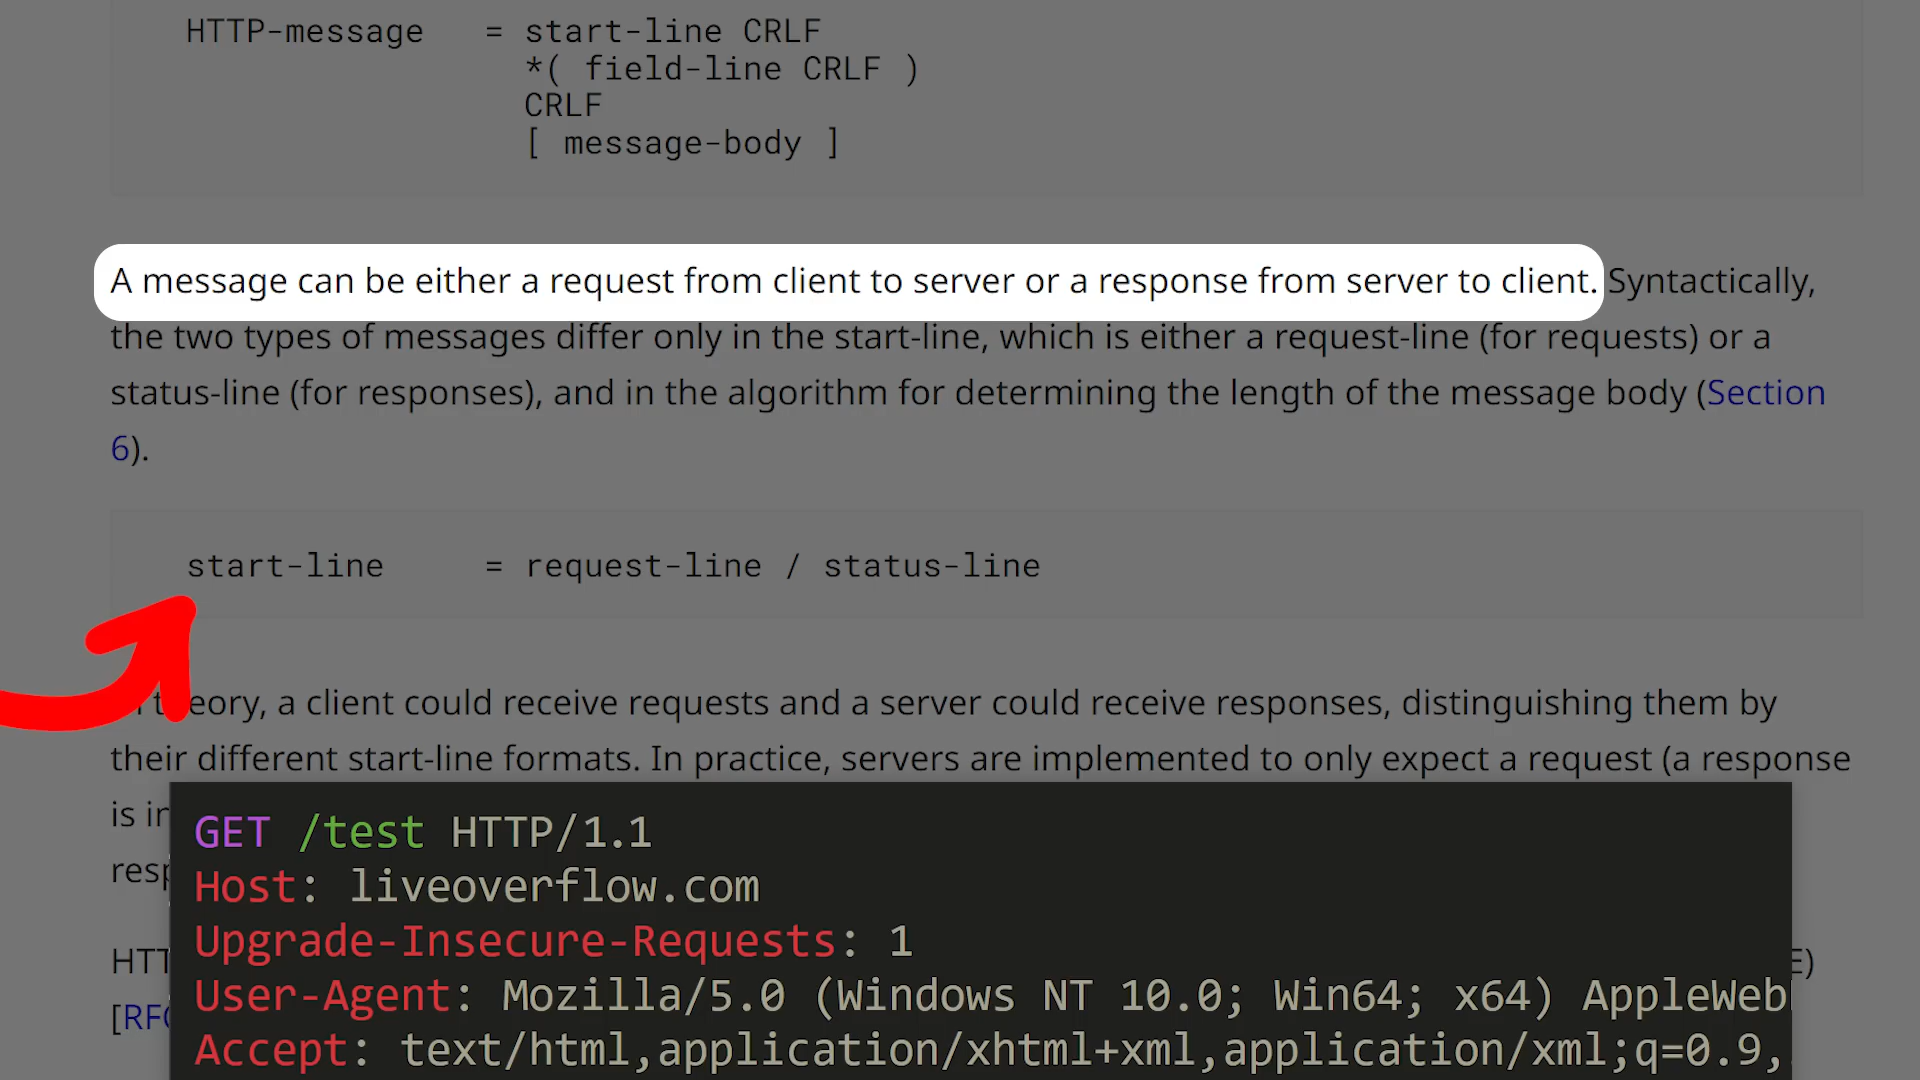 HTTP-message = start-line CRLF
*( field-line CRLF )
CRLF
[ message-body ]
A message can be either a request from client to server or a response from server to client. Syntactically,
the two types of messages differ only in the start-line, which is either a request-line (for requests) or a
status-line (for responses), and in the algorithm for determining the length of the message body (Section
6).
start-line = request-line / status-line
theory, a client could receive requests and a server could receive responses, distinguishing them by
their different start-line formats. In practice, servers are implemented to only expect a request (a response
is
GET /test HTTP/1.1
Host: liveoverflow.com
Upgrade-Insecure-Requests: 1
User-Agent: Mozilla/5.0 (Windows NT 10.0; Win64; x64) AppleWeb
Accept: text/html,application/xhtml+xml,application/xml;q=0.9,